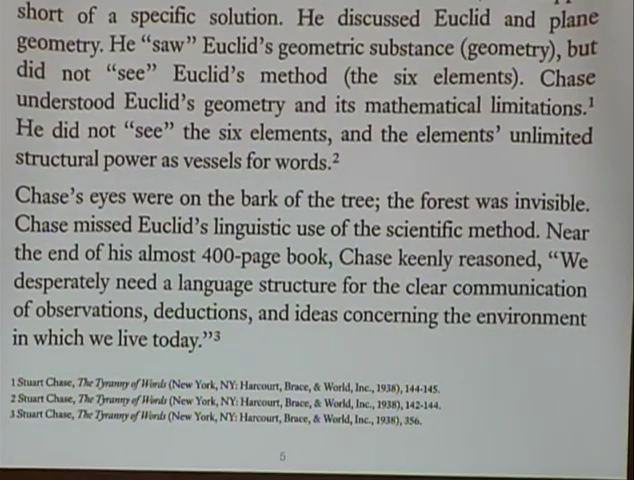 short of a specific solution. He discussed Euclid and plane
geometry. He “saw” Euclid’s geometric substance (geometry), but
did not “see” Euclid’s method (the six elements). Chase
understood Euclid’s geometry and its mathematical limitations.¹
He did not “see” the six elements, and the elements’ unlimited
structural power as vessels for words.²
Chase’s eyes were on the bark of the tree; the forest was invisible.
Chase missed Euclid’s linguistic use of the scientific method. Near
the end of his almost 400-page book, Chase keenly reasoned, “We
desperately need a language structure for the clear communication
of observations, deductions, and ideas concerning the environment
in which we live today.”³
1 Stuart Chase, The Tyranny of Words (New York, NY: Harcourt, Brace, & World, Inc., 1938), 144-145.
2 Stuart Chase, The Tyranny of Words (New York, NY: Harcourt, Brace, & World, Inc., 1938), 142-144.
3 Stuart Chase, The Tyranny of Words (New York, NY: Harcourt, Brace, & World, Inc., 1938), 356.
5